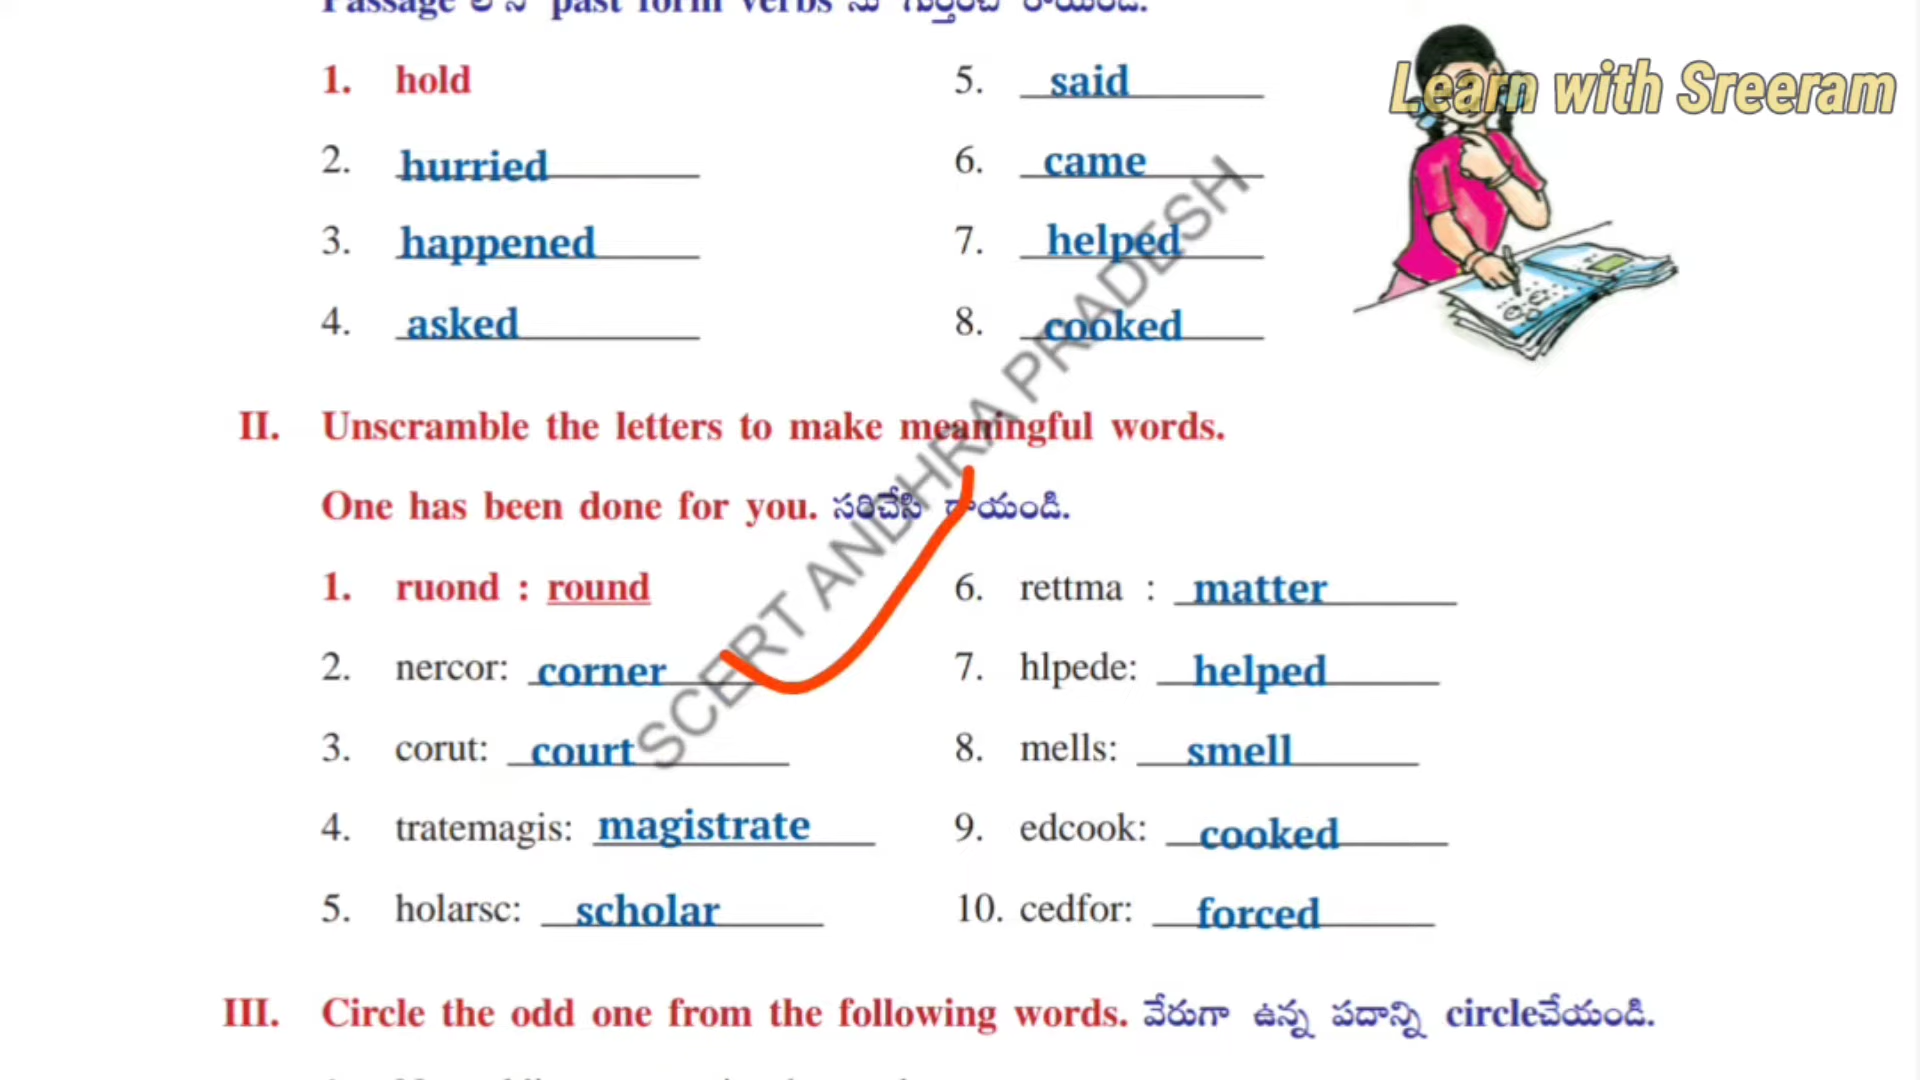 Passage లోని past form verbs ను గుర్తించి రాయండి.
Learn with Sreeram
1. hold
5. said
2. hurried
6. came
3. happened
7. helped
4. asked
8. cooked
SCERT ANDHRA PRADESH
II. Unscramble the letters to make meaningful words.
One has been done for you. సరిచేసి రాయండి.
1. ruond : round
6. rettma : matter
2. nercor: corner
7. hlpede: helped
3. corut: court
8. mells: smell
4. tratemagis: magistrate
9. edcook: cooked
5. holarsc: scholar
10. cedfor: forced
III. Circle the odd one from the following words. వేరుగా ఉన్న పదాన్ని circleచేయండి.